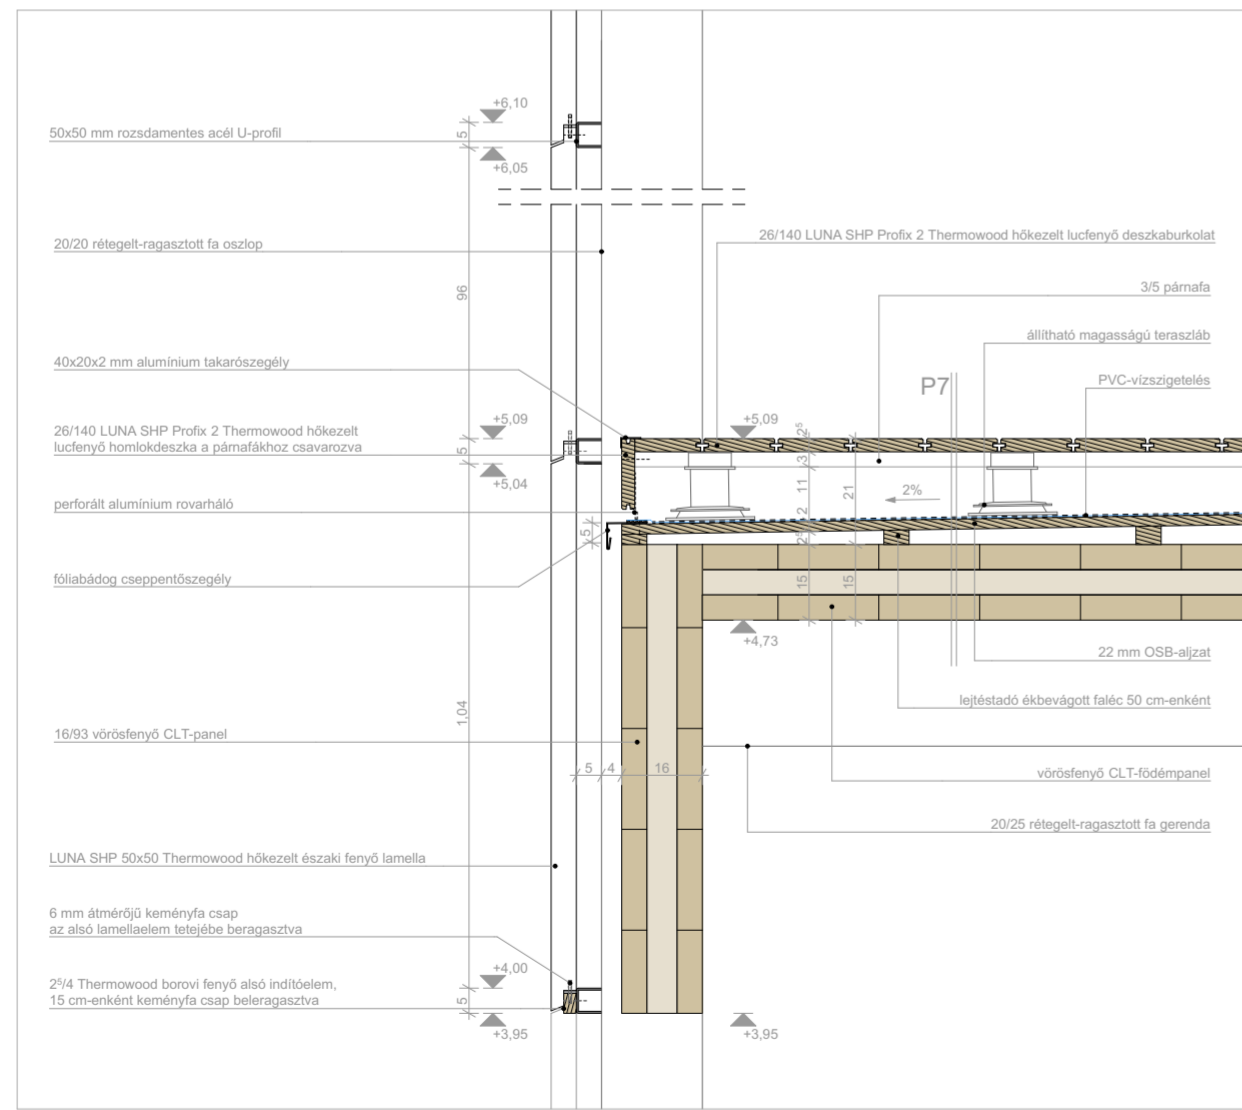 +6,10
50x50 mm rozsdamentes acél U-profil
5
+6,05
20/20 rétegelt-ragasztott fa oszlop
96
40x20x2 mm alumínium takarószegély
+5,09
26/140 LUNA SHP Profix 2 Thermowood hőkezelt
lucfenyő homlokdeszka a párnafákhoz csavarozva
5
+5,04
perforált alumínium rovarháló
5
fóliabádog cseppentőszegély
1,04
16/93 vörösfenyő CLT-panel
5
4
16
LUNA SHP 50x50 Thermowood hőkezelt északi fenyő lamella
6 mm átmérőjű keményfa csap
az alsó lamellaelem tetejébe beragasztva
+4,00
2⁵/4 Thermowood borovi fenyő alsó indítóelem,
15 cm-enként keményfa csap beleragasztva
5
+3,95
26/140 LUNA SHP Profix 2 Thermowood hőkezelt lucfenyő deszkaburkolat
3/5 párnafa
állítható magasságú teraszláb
P7
PVC-vízszigetelés
+5,09
2⁵
3
11
21
2%
2
2⁵
15
15
+4,73
22 mm OSB-aljzat
lejtéstadó ékbevágott faléc 50 cm-enként
vörösfenyő CLT-födémpanel
20/25 rétegelt-ragasztott fa gerenda
+3,95